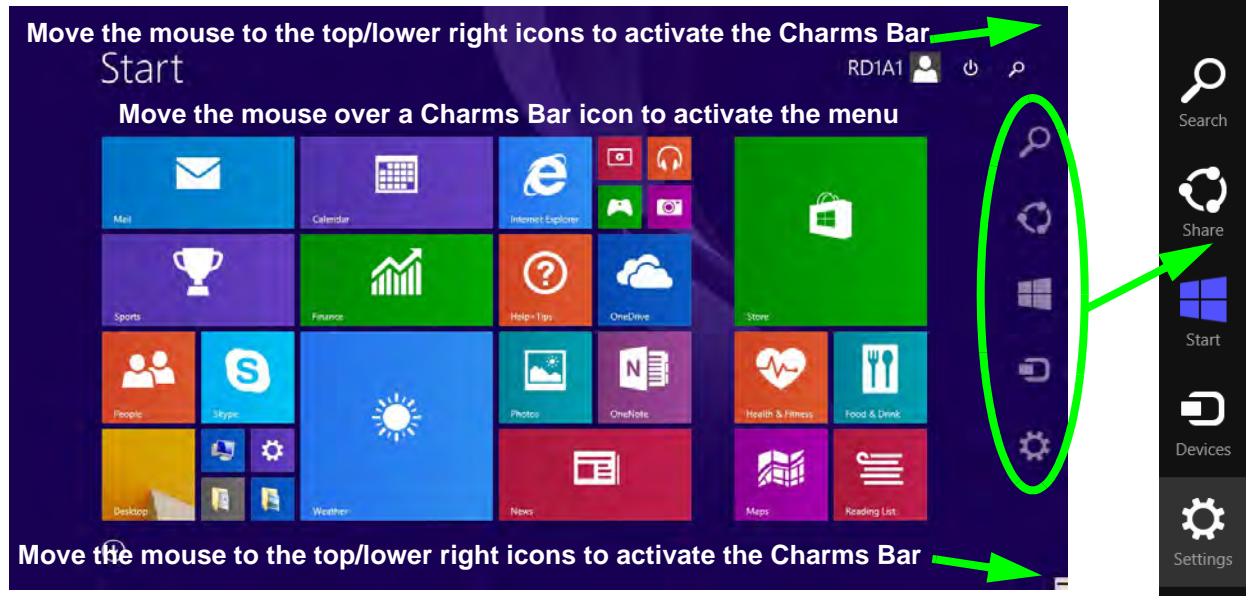 Move the mouse to the top/lower right icons to activate the Charms Bar
Start
RD1A1
Move the mouse over a Charms Bar icon to activate the menu
Mail
Calendar
Internet Explorer
Store
Sports
Finance
Help+Tips
OneDrive
People
Skype
Weather
Photos
OneNote
Health & Fitness
Food & Drink
Desktop
News
Maps
Reading List
Move the mouse to the top/lower right icons to activate the Charms Bar
Search
Share
Start
Devices
Settings